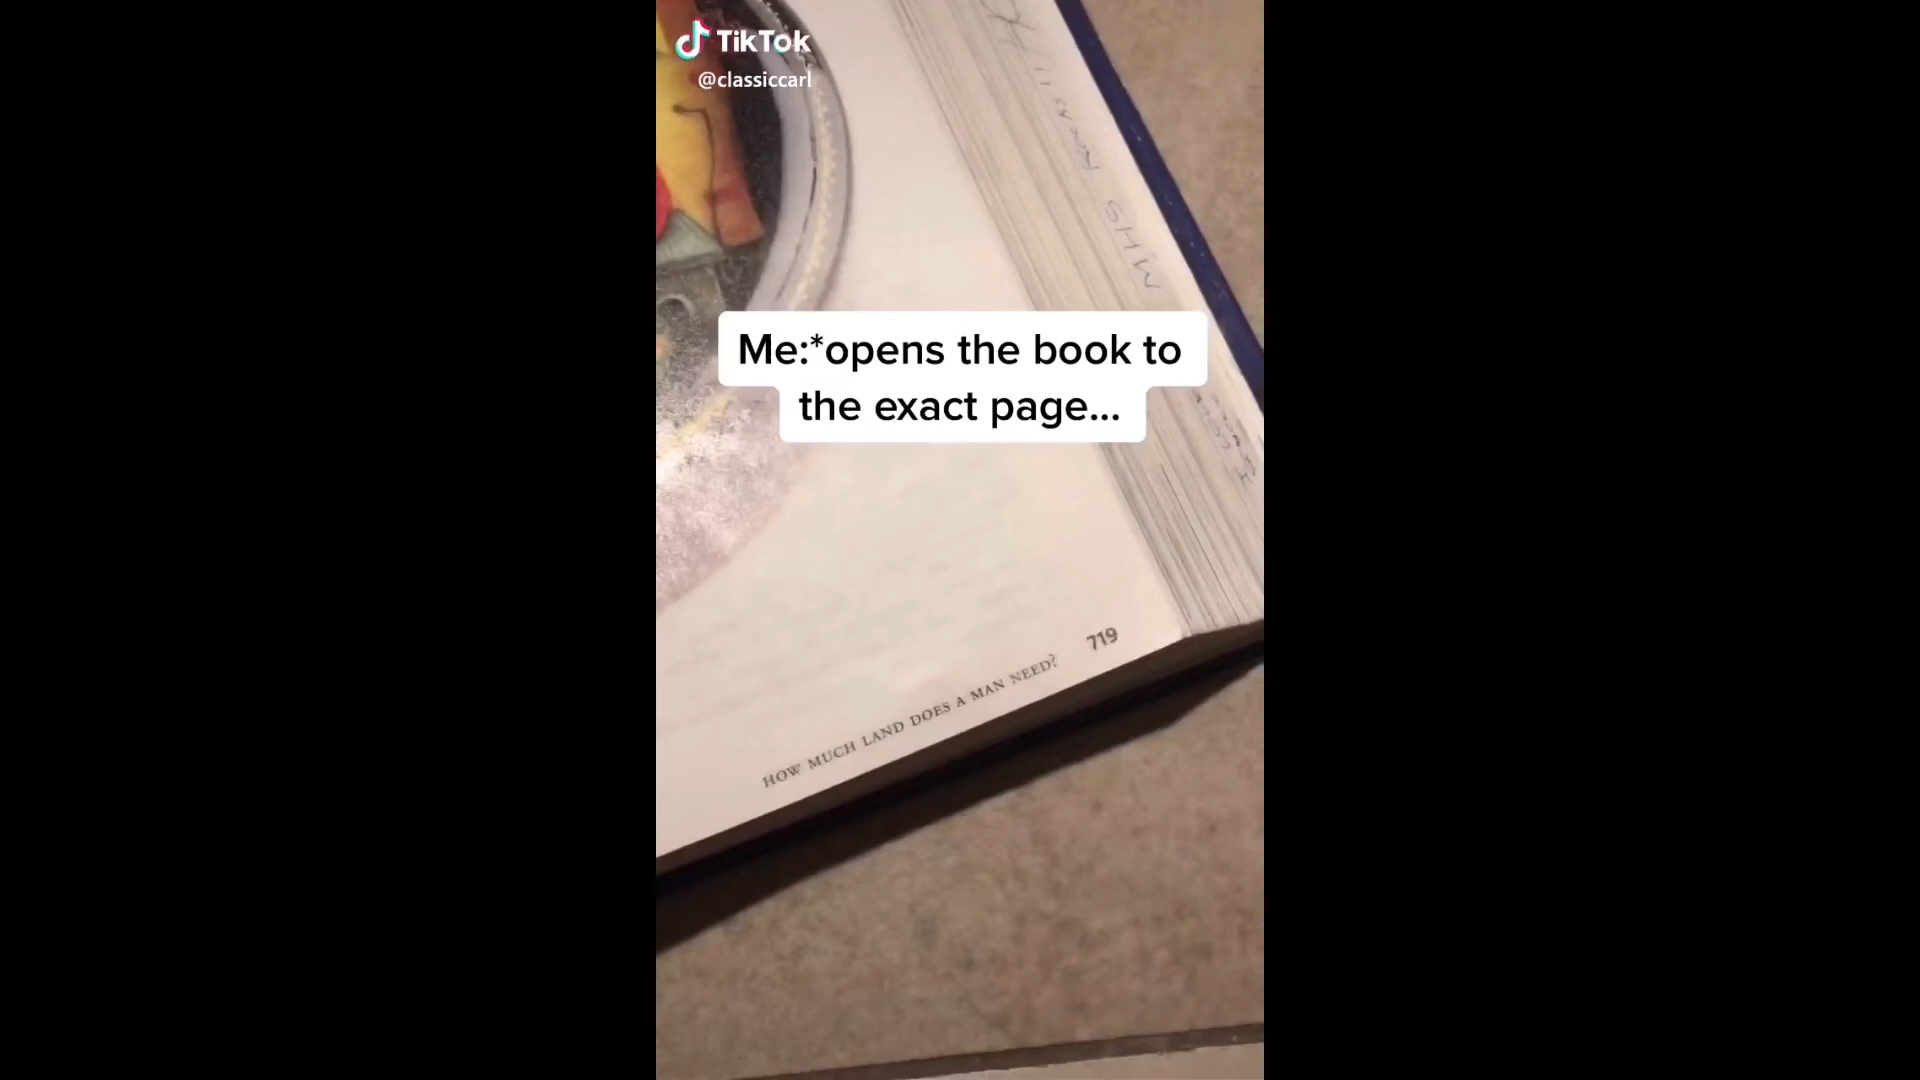 TikTok
@classiccarl
Me:*opens the book to
the exact page...
719
HOW MUCH LAND DOES A MAN NEED?
MHS